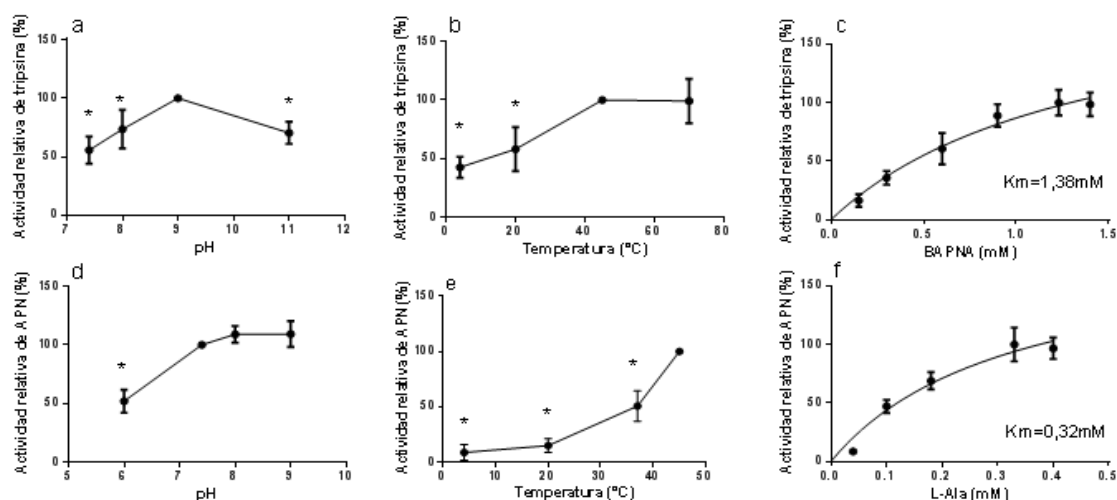 a
Actividad relativa de tripsina (%)
150
100
50
0
* * *
7 8 9 10 11 12
pH
b
Actividad relativa de tripsina (%)
150
100
50
0
* *
0 20 40 60 80
Temperatura (ºC)
c
Actividad relativa de tripsina (%)
150
100
50
0
Km=1,38mM
0.0 0.5 1.0 1.5
BAPNA (mM)
d
Actividad relativa de APN (%)
150
100
50
0
*
5 6 7 8 9 10
pH
e
Actividad relativa de APN (%)
150
100
50
0
* * *
0 10 20 30 40 50
Temperatura (ºC)
f
Actividad relativa de APN (%)
150
100
50
0
Km=0,32mM
0.0 0.1 0.2 0.3 0.4 0.5
L-Ala (mM)